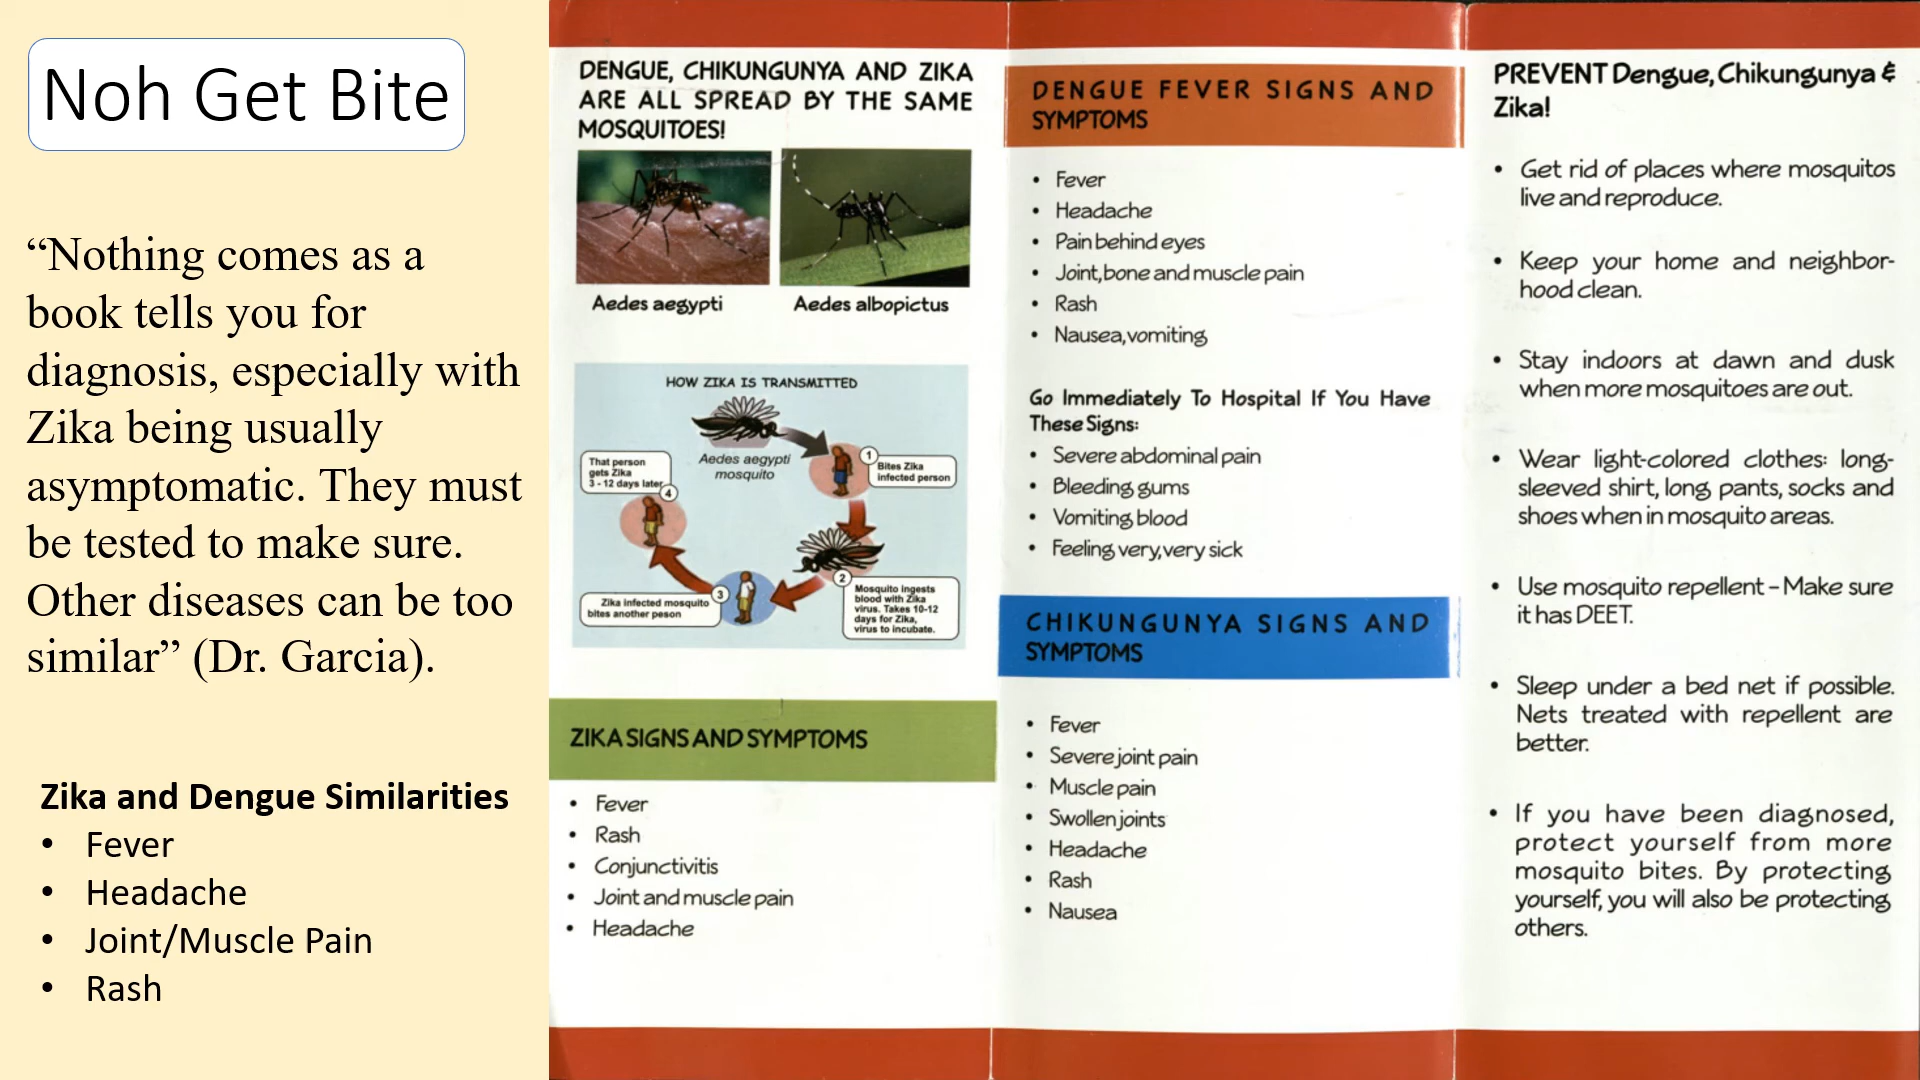 Noh Get Bite
“Nothing comes as a
book tells you for
diagnosis, especially with
Zika being usually
asymptomatic. They must
be tested to make sure.
Other diseases can be too
similar” (Dr. Garcia).
Zika and Dengue Similarities
• Fever
• Headache
• Joint/Muscle Pain
• Rash
DENGUE, CHIKUNGUNYA AND ZIKA
ARE ALL SPREAD BY THE SAME
MOSQUITOES!
Aedes aegypti
Aedes albopictus
HOW ZIKA IS TRANSMITTED
Aedes aegypti
mosquito
1
Bites Zika
infected person
2
Mosquito ingests
blood with Zika
virus. Takes 10-12
days for Zika,
virus to incubate.
3
Zika infected mosquito
bites another peson
That person
gets Zika
3 - 12 days later
4
ZIKA SIGNS AND SYMPTOMS
• Fever
• Rash
• Conjunctivitis
• Joint and muscle pain
• Headache
DENGUE FEVER SIGNS AND
SYMPTOMS
• Fever
• Headache
• Pain behind eyes
• Joint, bone and muscle pain
• Rash
• Nausea, vomiting
Go Immediately To Hospital If You Have
These Signs:
• Severe abdominal pain
• Bleeding gums
• Vomiting blood
• Feeling very, very sick
CHIKUNGUNYA SIGNS AND
SYMPTOMS
• Fever
• Severe joint pain
• Muscle pain
• Swollen joints
• Headache
• Rash
• Nausea
PREVENT Dengue, Chikungunya &
Zika!
• Get rid of places where mosquitos
live and reproduce.
• Keep your home and neighbor-
hood clean.
• Stay indoors at dawn and dusk
when more mosquitoes are out.
• Wear light-colored clothes: long-
sleeved shirt, long pants, socks and
shoes when in mosquito areas.
• Use mosquito repellent – Make sure
it has DEET.
• Sleep under a bed net if possible.
Nets treated with repellent are
better.
• If you have been diagnosed,
protect yourself from more
mosquito bites. By protecting
yourself, you will also be protecting
others.